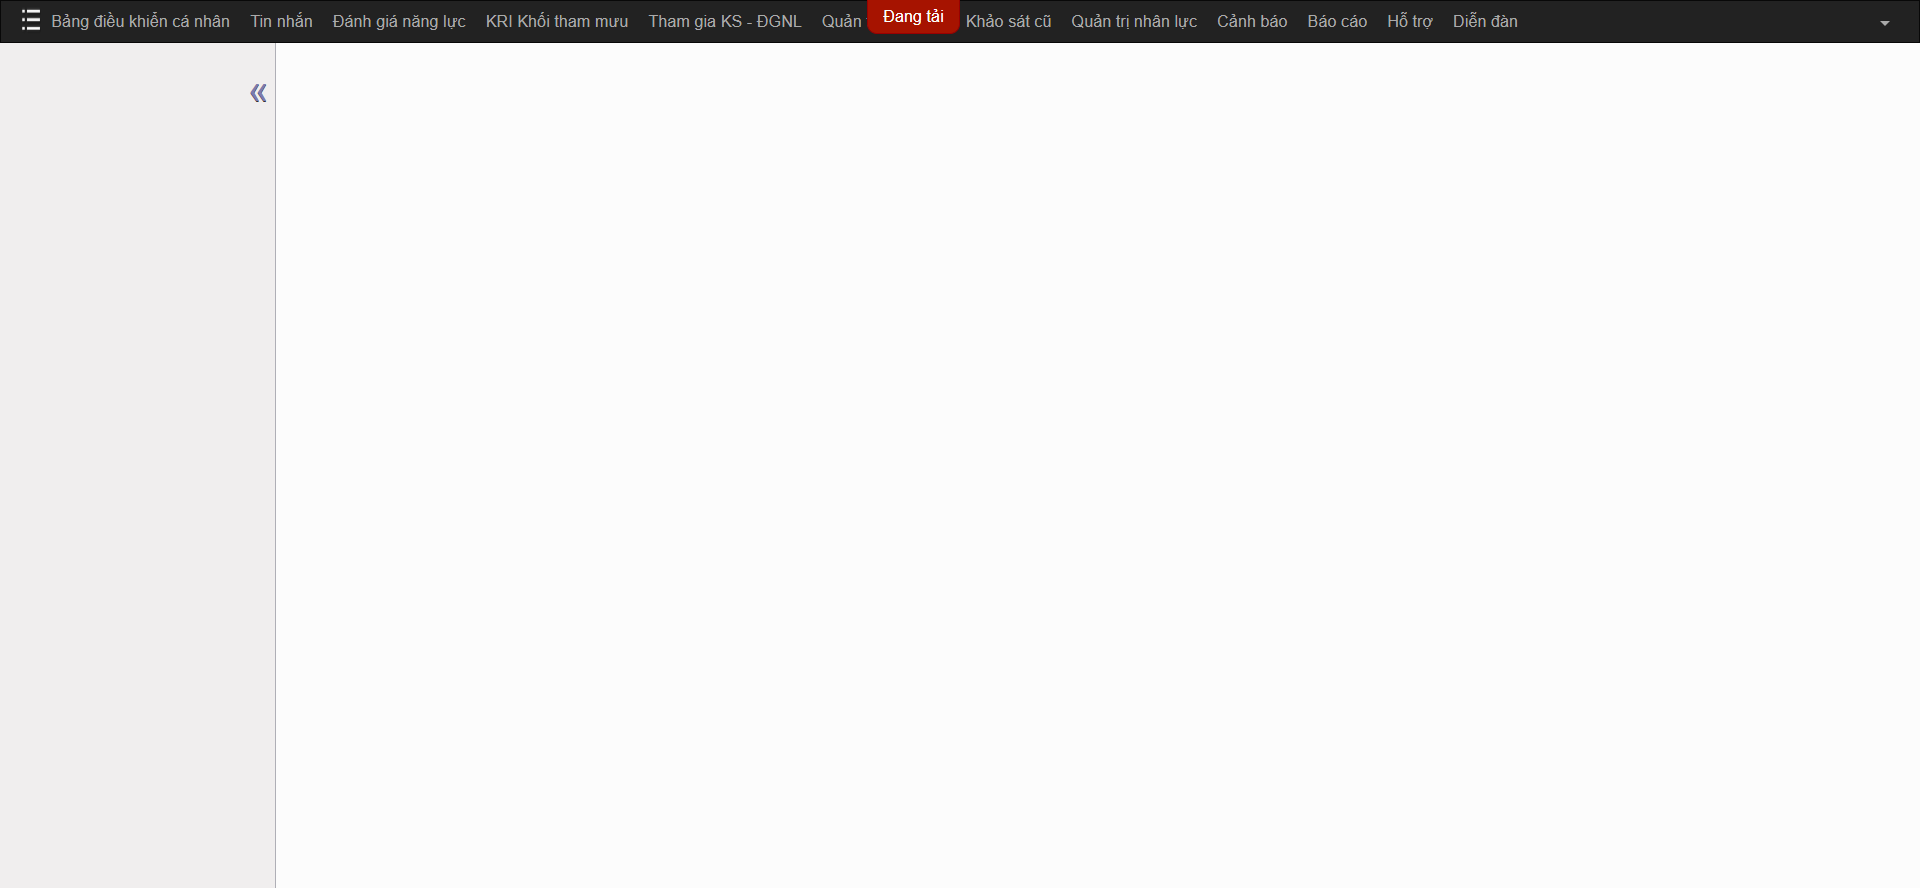 Bảng điều khiển cá nhân Tin nhắn Đánh giá năng lực KRI Khối tham mưu Tham gia KS - ĐGNL Quản Đang tải Khảo sát cũ Quản trị nhân lực Cảnh báo Báo cáo Hỗ trợ Diễn đàn